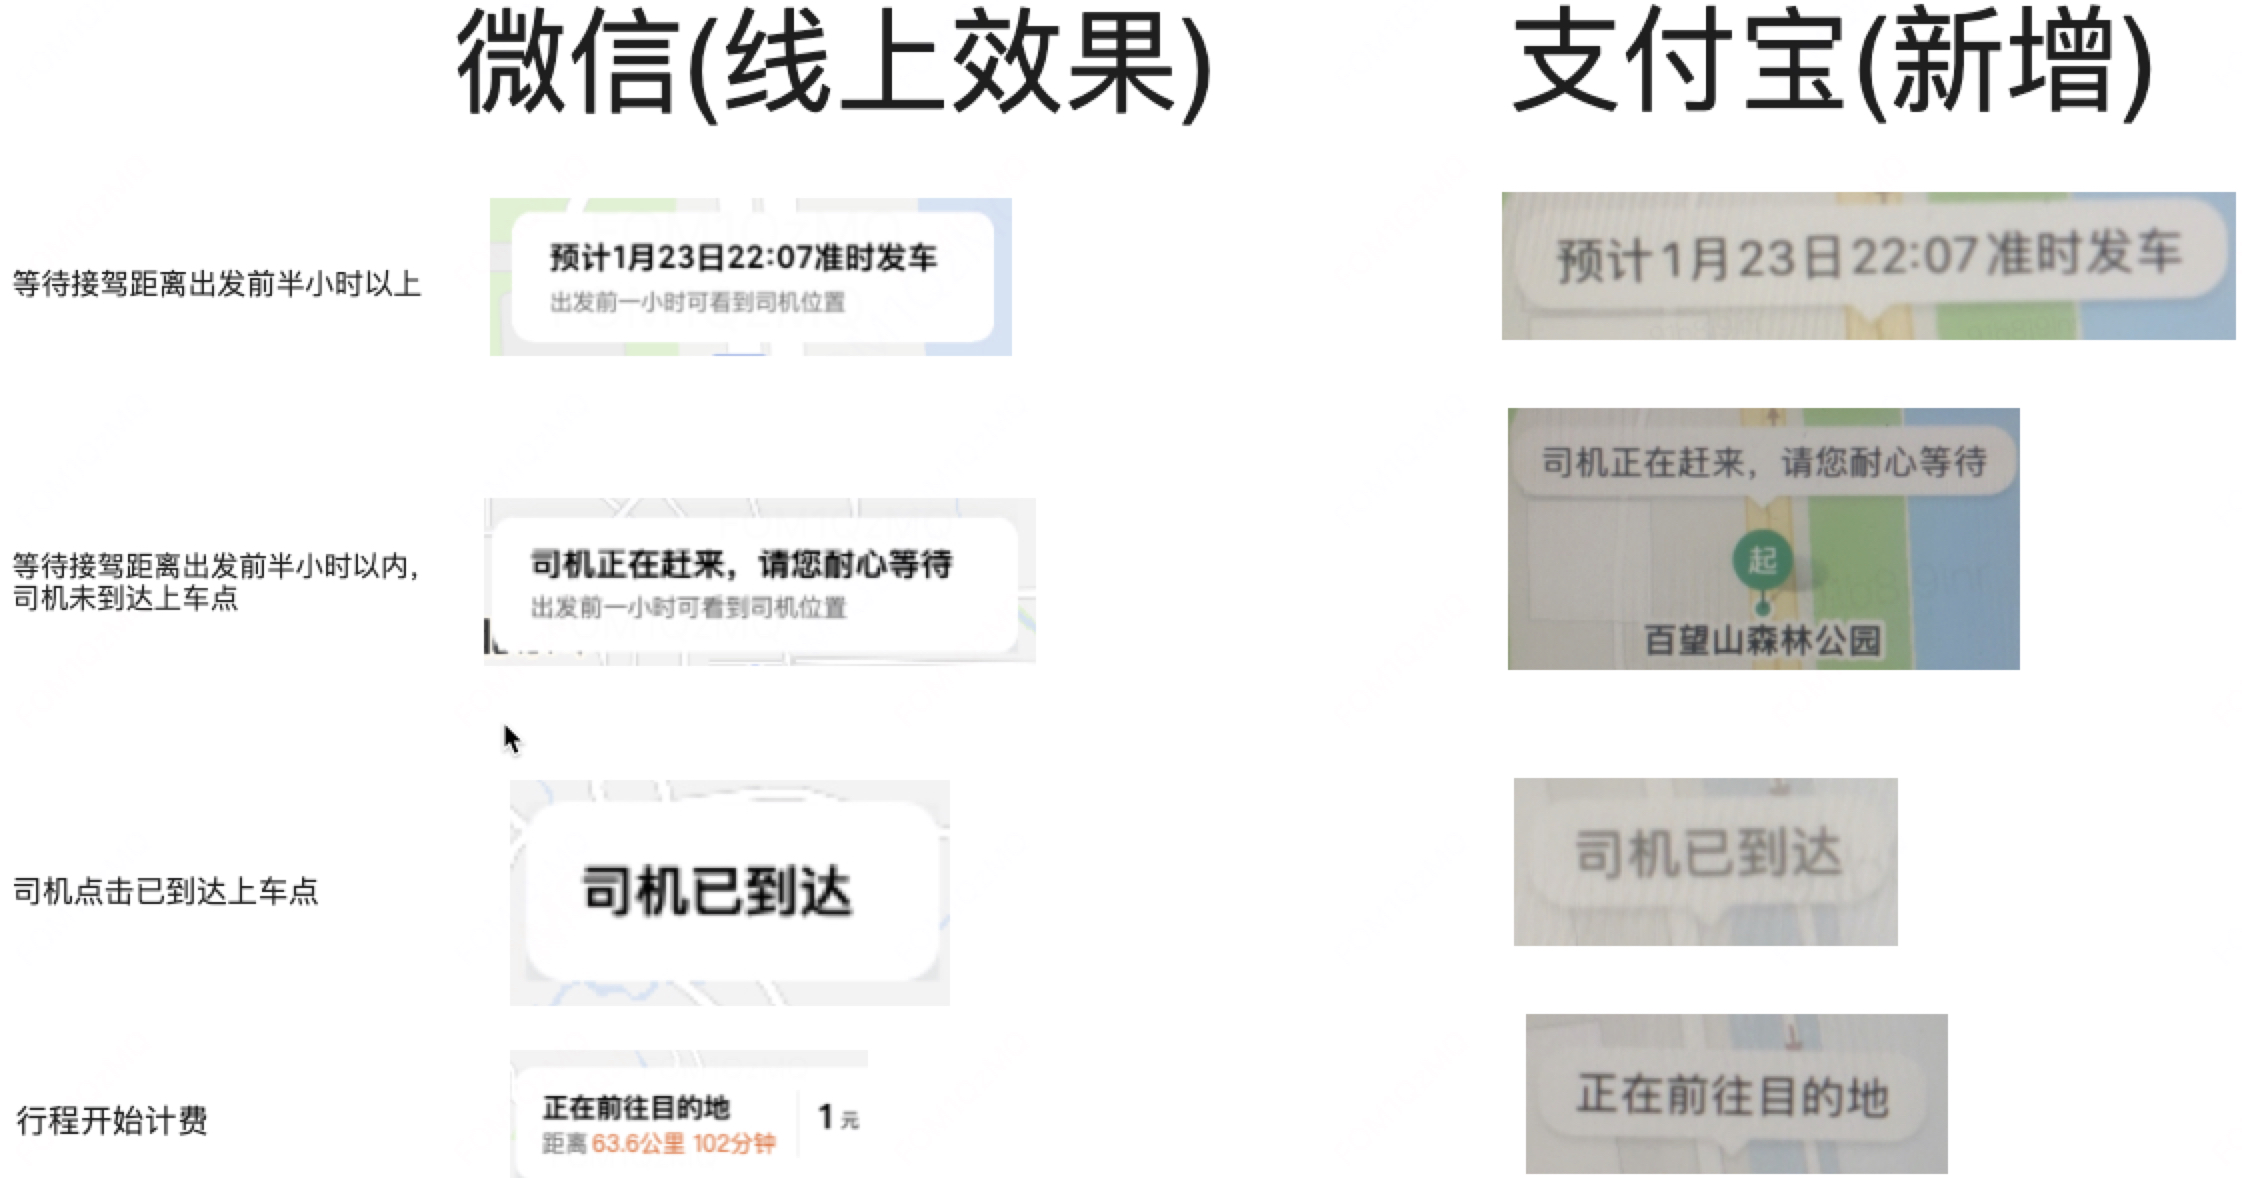 微信(线上效果)
支付宝(新增)
等待接驾距离出发前半小时以上
预计1月23日22:07准时发车
出发前一小时可看到司机位置
预计1月23日22:07准时发车
等待接驾距离出发前半小时以内,
司机未到达上车点
司机正在赶来，请您耐心等待
出发前一小时可看到司机位置
司机正在赶来，请您耐心等待
起
百望山森林公园
司机点击已到达上车点
司机已到达
司机已到达
行程开始计费
正在前往目的地
距离 63.6公里 102分钟
1元
正在前往目的地